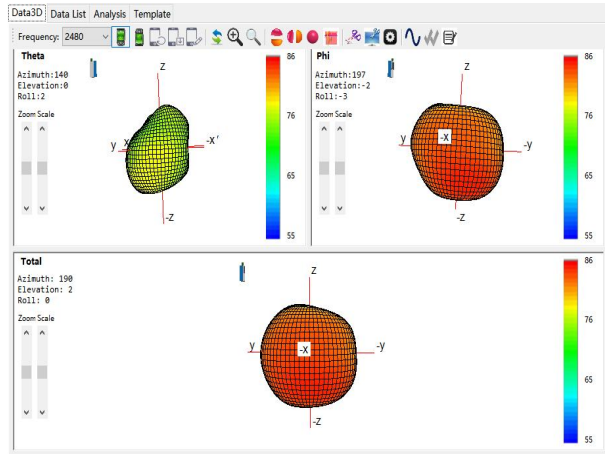 Data3D Data List Analysis Template
Frequency: 2480
Theta
Azimuth:140
Elevation:0
Roll:2
Zoom Scale
Z
y x -x'
-Z
86
76
65
55
Phi
Azimuth:197
Elevation:-2
Roll:-3
Zoom Scale
Z
y -X -y
-Z
86
76
65
55
Total
Azimuth: 190
Elevation: 2
Roll: 0
Zoom Scale
Z
y -X -y
-Z
86
76
65
55